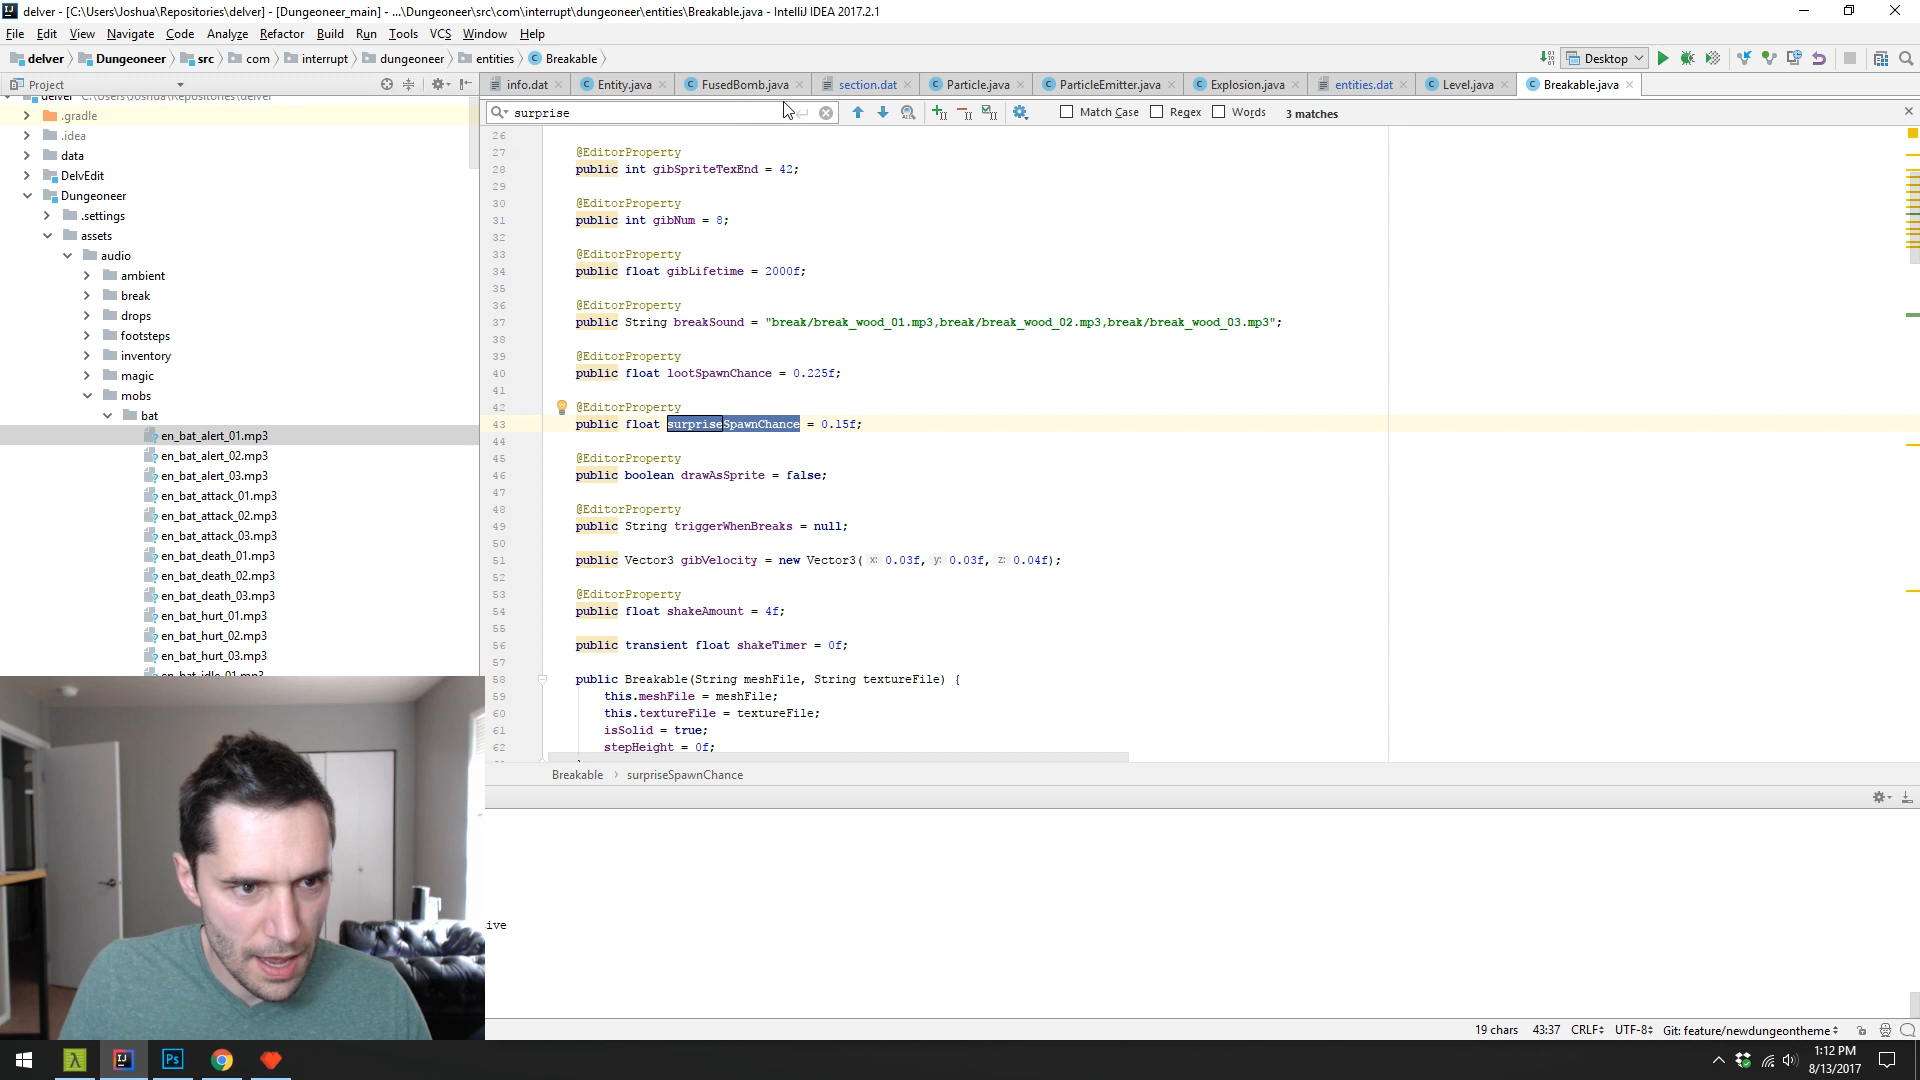 delver - [C:\Users\Joshua\Repositories\delver] - [Dungeoneer_main] - ...\Dungeoneer\src\com\interrupt\dungeoneer\entities\Breakable.java - IntelliJ IDEA 2017.2.1
File Edit View Navigate Code Analyze Refactor Build Run Tools VCS Window Help
delver Dungeoneer src com interrupt dungeoneer entities Breakable Desktop
Project info.dat Entity.java FusedBomb.java section.dat Particle.java ParticleEmitter.java Explosion.java entities.dat Level.java Breakable.java
delver C:\Users\Joshua\Repositories\delver
surprise Match Case Regex Words 3 matches
.gradle
.idea
data
DelvEdit
Dungeoneer
.settings
assets
audio
ambient
break
drops
footsteps
inventory
magic
mobs
bat
en_bat_alert_01.mp3
en_bat_alert_02.mp3
en_bat_alert_03.mp3
en_bat_attack_01.mp3
en_bat_attack_02.mp3
en_bat_attack_03.mp3
en_bat_death_01.mp3
en_bat_death_02.mp3
en_bat_death_03.mp3
en_bat_hurt_01.mp3
en_bat_hurt_02.mp3
en_bat_hurt_03.mp3
en_bat_idle_01.mp3
26
27 @EditorProperty
28 public int gibSpriteTexEnd = 42;
29
30 @EditorProperty
31 public int gibNum = 8;
32
33 @EditorProperty
34 public float gibLifetime = 2000f;
35
36 @EditorProperty
37 public String breakSound = "break/break_wood_01.mp3,break/break_wood_02.mp3,break/break_wood_03.mp3";
38
39 @EditorProperty
40 public float lootSpawnChance = 0.225f;
41
42 @EditorProperty
43 public float surpriseSpawnChance = 0.15f;
44
45 @EditorProperty
46 public boolean drawAsSprite = false;
47
48 @EditorProperty
49 public String triggerWhenBreaks = null;
50
51 public Vector3 gibVelocity = new Vector3( x: 0.03f, y: 0.03f, z: 0.04f);
52
53 @EditorProperty
54 public float shakeAmount = 4f;
55
56 public transient float shakeTimer = 0f;
57
58 public Breakable(String meshFile, String textureFile) {
59 this.meshFile = meshFile;
60 this.textureFile = textureFile;
61 isSolid = true;
62 stepHeight = 0f;
Breakable surpriseSpawnChance
ive
19 chars 43:37 CRLF UTF-8 Git: feature/newdungeontheme
IJ Ps
1:12 PM
8/13/2017